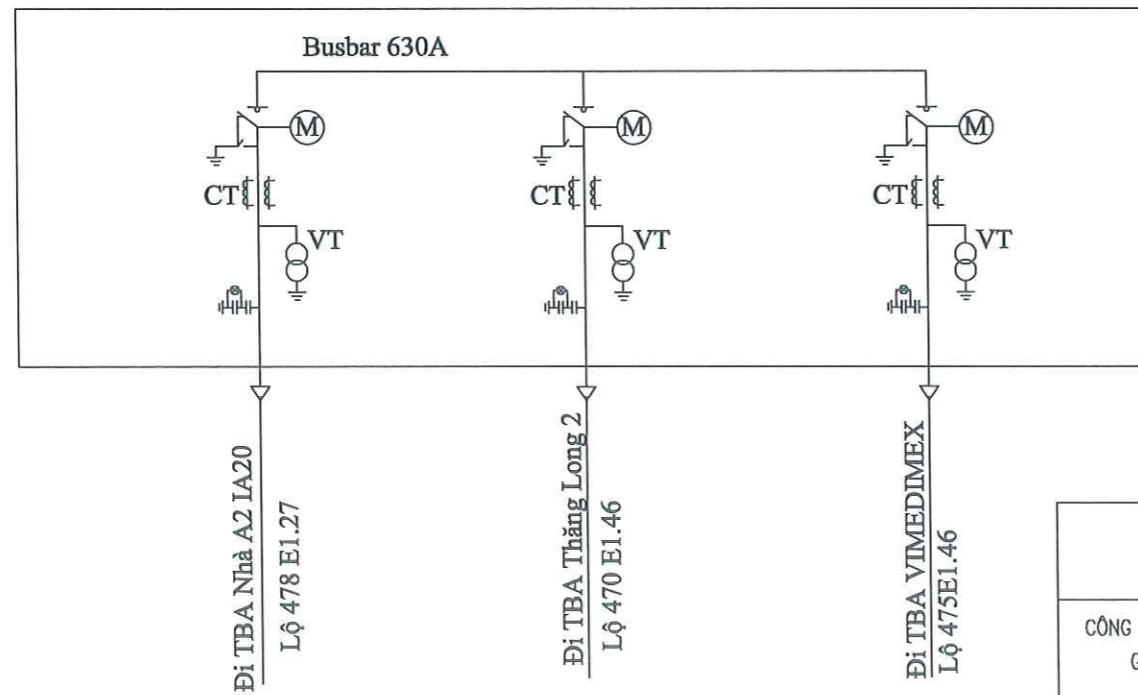 Busbar 630A
M
M
M
CT
CT
CT
VT
VT
VT
Đi TBA Nhà A2 IA20
Lộ 478 E1.27
Đi TBA Thăng Long 2
Lộ 470 E1.46
Đi TBA VIMEDIMEX
Lộ 475E1.46
CÔNG
G